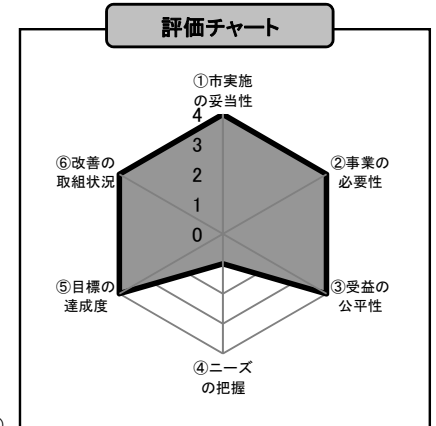 評価チャート
①市実施
の妥当性
4
3
2
1
0
②事業の
必要性
③受益の
公平性
④ニーズ
の把握
⑤目標の
達成度
⑥改善の
取組状況